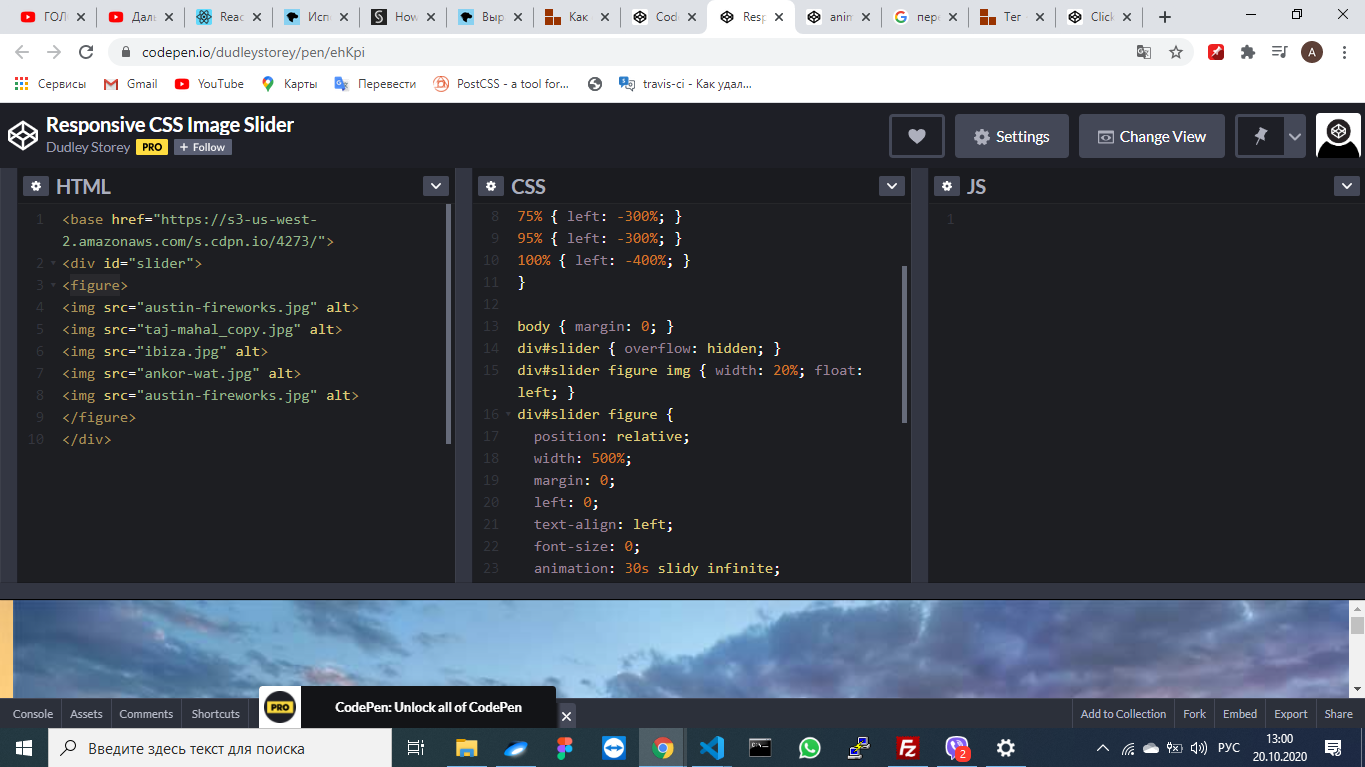 ГОЛ
Даль
Reac
Испо
How
Выр
Как
Code
Resp
anim
пере
Тег
Click
codepen.io/dudleystorey/pen/ehKpi
A
Сервисы
Gmail
YouTube
Карты
Перевести
PostCSS - a tool for...
travis-ci - Как удал...
Responsive CSS Image Slider
Dudley Storey PRO + Follow
Settings
Change View
HTML
1 <base href="https://s3-us-west-
2.amazonaws.com/s.cdpn.io/4273/">
2 <div id="slider">
3 <figure>
4 <img src="austin-fireworks.jpg" alt>
5 <img src="taj-mahal_copy.jpg" alt>
6 <img src="ibiza.jpg" alt>
7 <img src="ankor-wat.jpg" alt>
8 <img src="austin-fireworks.jpg" alt>
9 </figure>
10 </div>
CSS
8 75% { left: -300%; }
9 95% { left: -300%; }
10 100% { left: -400%; }
11 }
12
13 body { margin: 0; }
14 div#slider { overflow: hidden; }
15 div#slider figure img { width: 20%; float:
left; }
16 div#slider figure {
17 position: relative;
18 width: 500%;
19 margin: 0;
20 left: 0;
21 text-align: left;
22 font-size: 0;
23 animation: 30s slidy infinite;
JS
1
Console
Assets
Comments
Shortcuts
PRO
CodePen: Unlock all of CodePen
Add to Collection
Fork
Embed
Export
Share
Введите здесь текст для поиска
2
РУС
13:00
20.10.2020